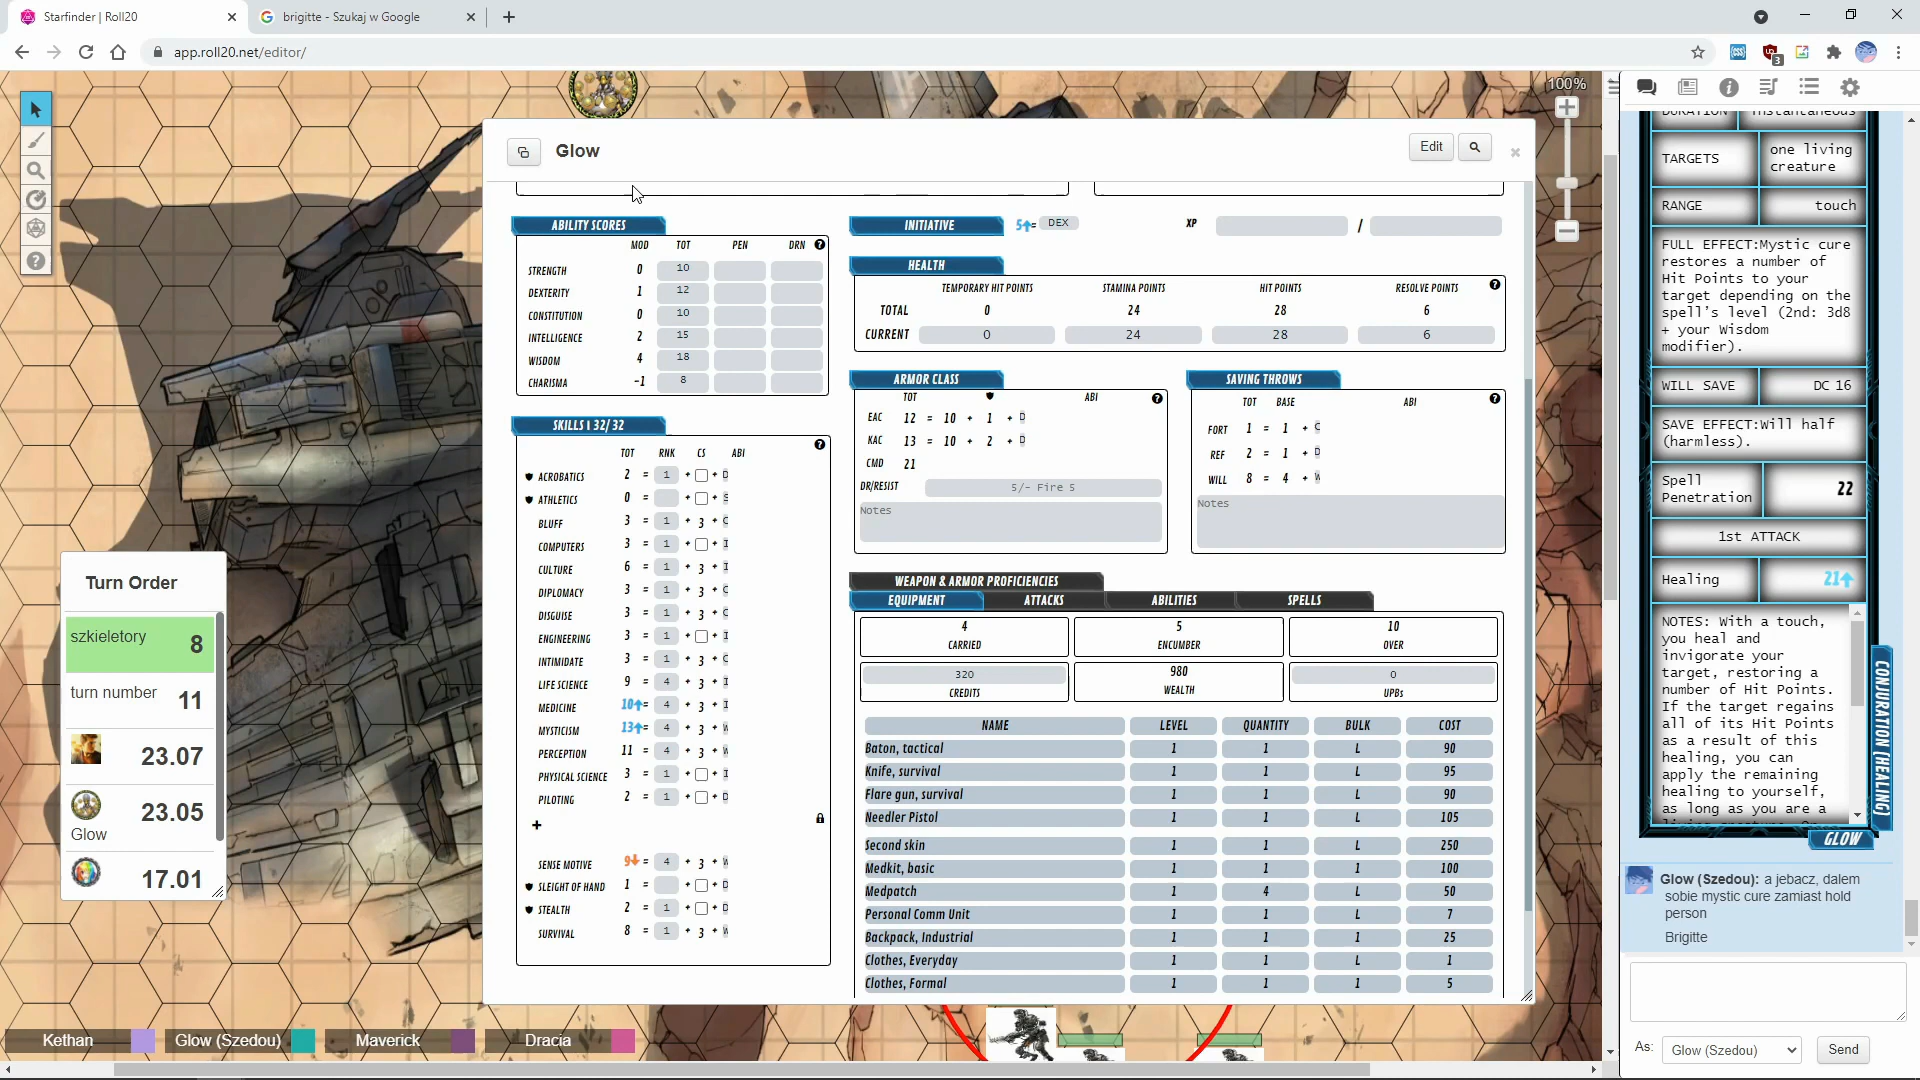 Starfinder | Roll20
brigitte - Szukaj w Google
app.roll20.net/editor/
3
100%
Glow
Edit
ABILITY SCORES
MOD TOT PEN DRN
STRENGTH 0 10
DEXTERITY 1 12
CONSTITUTION 0 10
INTELLIGENCE 2 15
WISDOM 4 18
CHARISMA -1 8
SKILLS | 32/ 32
TOT RNK CS ABI
ACROBATICS 2 = 1 + + D
ATHLETICS 0 = + + S
BLUFF 3 = 1 + 3 + C
COMPUTERS 3 = 1 + + I
CULTURE 6 = 1 + 3 + I
DIPLOMACY 3 = 1 + 3 + C
DISGUISE 3 = 1 + 3 + C
ENGINEERING 3 = 1 + + I
INTIMIDATE 3 = 1 + 3 + C
LIFE SCIENCE 9 = 4 + 3 + I
MEDICINE 10 = 4 + 3 + I
MYSTICISM 13 = 4 + 3 + W
PERCEPTION 11 = 4 + 3 + W
PHYSICAL SCIENCE 3 = 1 + + I
PILOTING 2 = 1 + + D
+
SENSE MOTIVE 9 = 4 + 3 + W
SLEIGHT OF HAND 1 = + + D
STEALTH 2 = 1 + + D
SURVIVAL 8 = 1 + 3 + W
INITIATIVE 5 = DEX XP /
HEALTH
TEMPORARY HIT POINTS STAMINA POINTS HIT POINTS RESOLVE POINTS
TOTAL 0 24 28 6
CURRENT 0 24 28 6
ARMOR CLASS
TOT ABI
EAC 12 = 10 + 1 + D
KAC 13 = 10 + 2 + D
CMD 21
DR/RESIST 5/- Fire 5
Notes
SAVING THROWS
TOT BASE ABI
FORT 1 = 1 + C
REF 2 = 1 + D
WILL 8 = 4 + W
Notes
WEAPON & ARMOR PROFICIENCIES
EQUIPMENT ATTACKS ABILITIES SPELLS
4 5 10
CARRIED ENCUMBER OVER
320 980 0
CREDITS WEALTH UPBs
NAME LEVEL QUANTITY BULK COST
Baton, tactical 1 1 L 90
Knife, survival 1 1 L 95
Flare gun, survival 1 1 L 90
Needler Pistol 1 1 L 105
Second skin 1 1 L 250
Medkit, basic 1 1 1 100
Medpatch 1 4 L 50
Personal Comm Unit 1 1 L 7
Backpack, Industrial 1 1 1 25
Clothes, Everyday 1 1 L 1
Clothes, Formal 1 1 1 5
Turn Order
szkieletory 8
turn number 11
23.07
23.05
Glow
17.01
Kethan
Glow (Szedou)
Maverick
Dracia
DURATION Instantaneous
TARGETS one living
creature
RANGE touch
FULL EFFECT:Mystic cure
restores a number of
Hit Points to your
target depending on the
spell's level (2nd: 3d8
+ your Wisdom
modifier).
WILL SAVE DC 16
SAVE EFFECT:Will half
(harmless).
Spell
Penetration 22
1st ATTACK
Healing 21
NOTES: With a touch,
you heal and
invigorate your
target, restoring a
number of Hit Points.
If the target regains
all of its Hit Points
as a result of this
healing, you can
apply the remaining
healing to yourself,
as long as you are a
CONJURATION (HEALING)
GLOW
Glow (Szedou): a jebacz, dalem
sobie mystic cure zamiast hold
person
Brigitte
As: Glow (Szedou)
Send